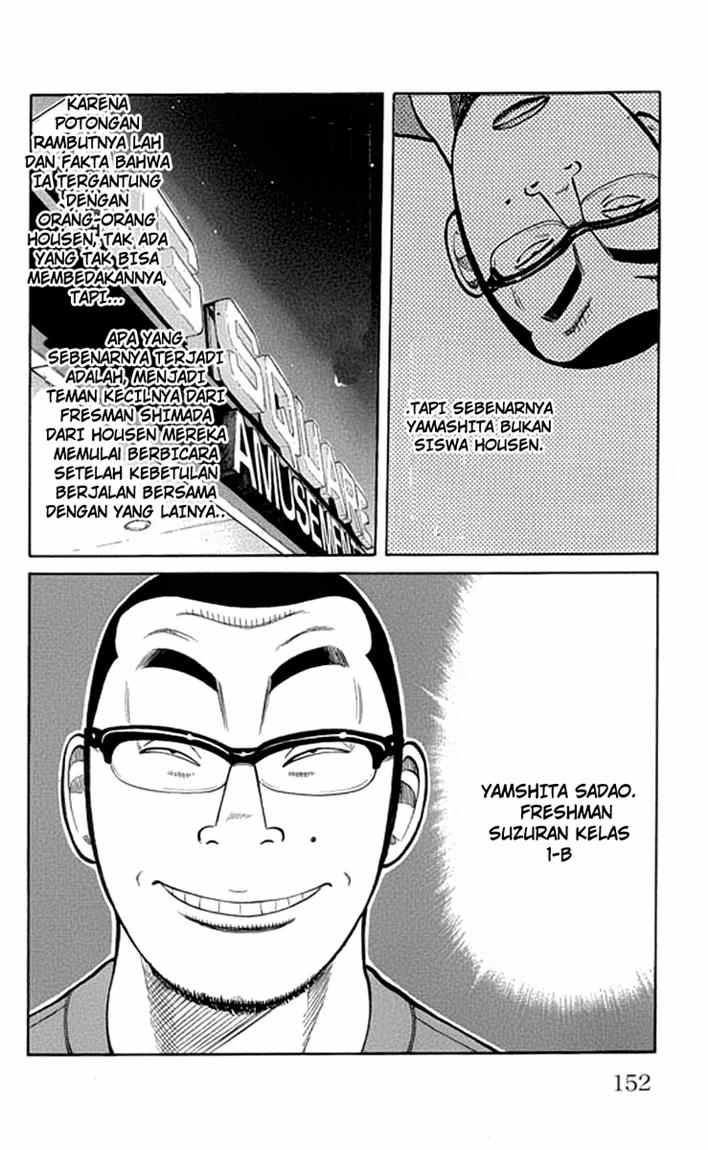 .TAPI SEBENARNYA
YAMASHITA BUKAN
SISWA HOUSEN.
KARENA
POTONGAN
RAMBUTNYA LAH
DAN FAKTA BAHWA
IA TERGANTUNG
DENGAN
ORANG-ORANG
HOUSEN, TAK ADA
YANG TAK BISA
MEMBEDAKANNYA,
TAPI...
APA YANG
SEBENARNYA TERJADI
ADALAH, MENJADI
TEMAN KECILNYA DARI
FRESMAN SHIMADA
DARI HOUSEN MEREKA
MEMULAI BERBICARA
SETELAH KEBETULAN
BERJALAN BERSAMA
DENGAN YANG LAINYA..
SQUARE
AMUSEMENT
YAMSHITA SADAO.
FRESHMAN
SUZURAN KELAS
1-B
152